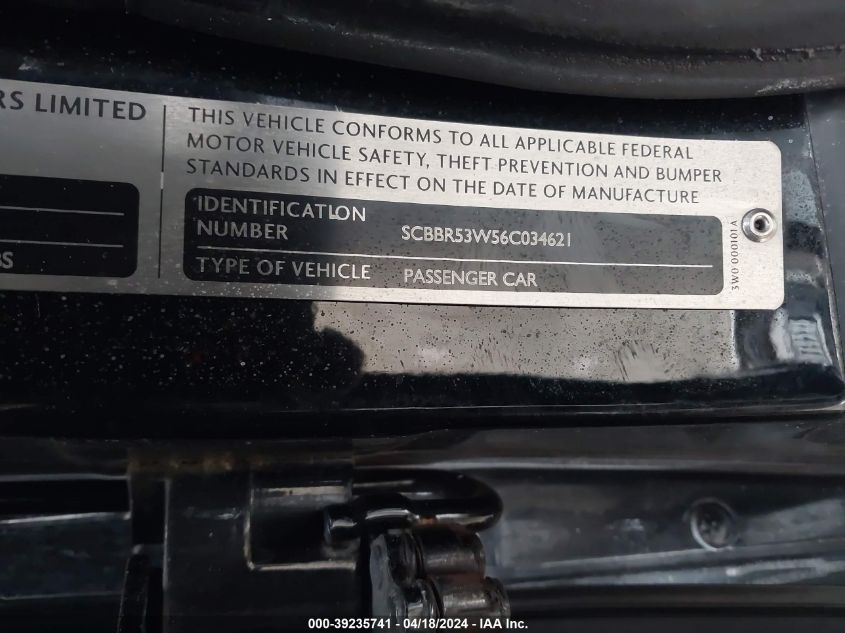 RS LIMITED
THIS VEHICLE CONFORMS TO ALL APPLICABLE FEDERAL
MOTOR VEHICLE SAFETY, THEFT PREVENTION AND BUMPER
STANDARDS IN EFFECT ON THE DATE OF MANUFACTURE
IDENTIFICATION
NUMBER SCBBR53W56C034621
TYPE OF VEHICLE PASSENGER CAR
BS
3W0 000101 A
000-39235741 - 04/18/2024 - IAA Inc.